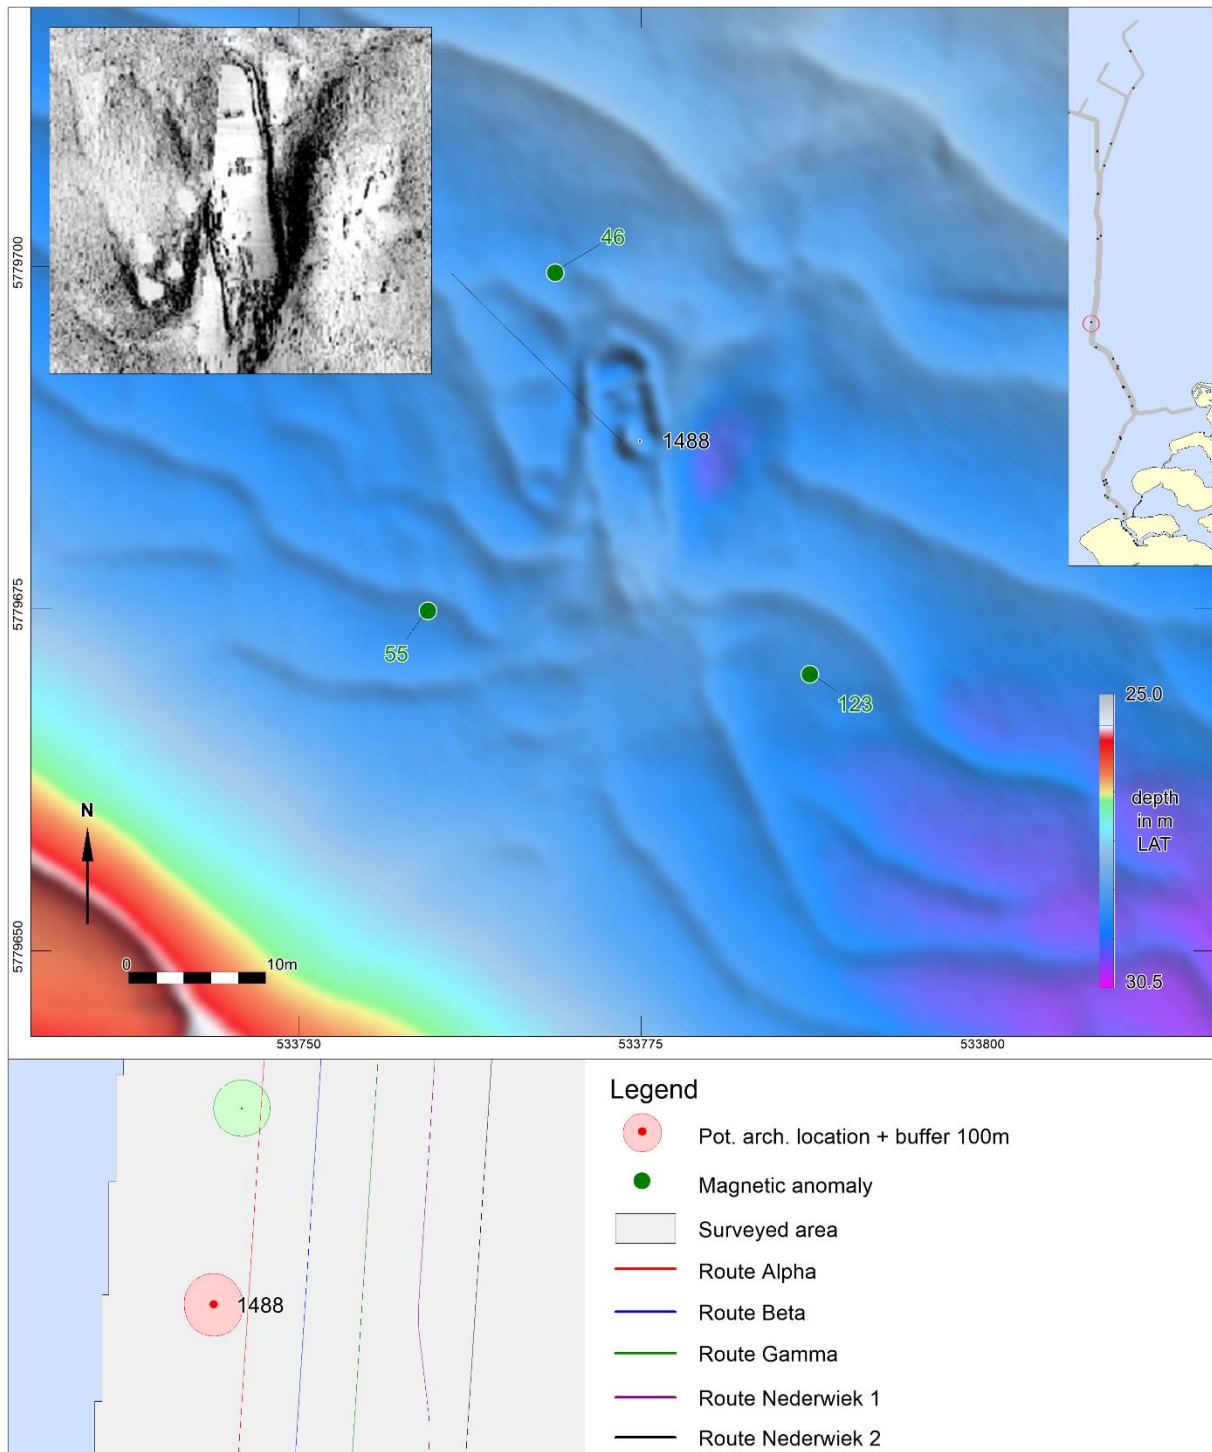 5779700
46
1488
5779675
55
123
25.0
depth
in m
LAT
30.5
N
5779650
0 10m
533750 533775 533800
1488
Legend
Pot. arch. location + buffer 100m
Magnetic anomaly
Surveyed area
Route Alpha
Route Beta
Route Gamma
Route Nederwiek 1
Route Nederwiek 2